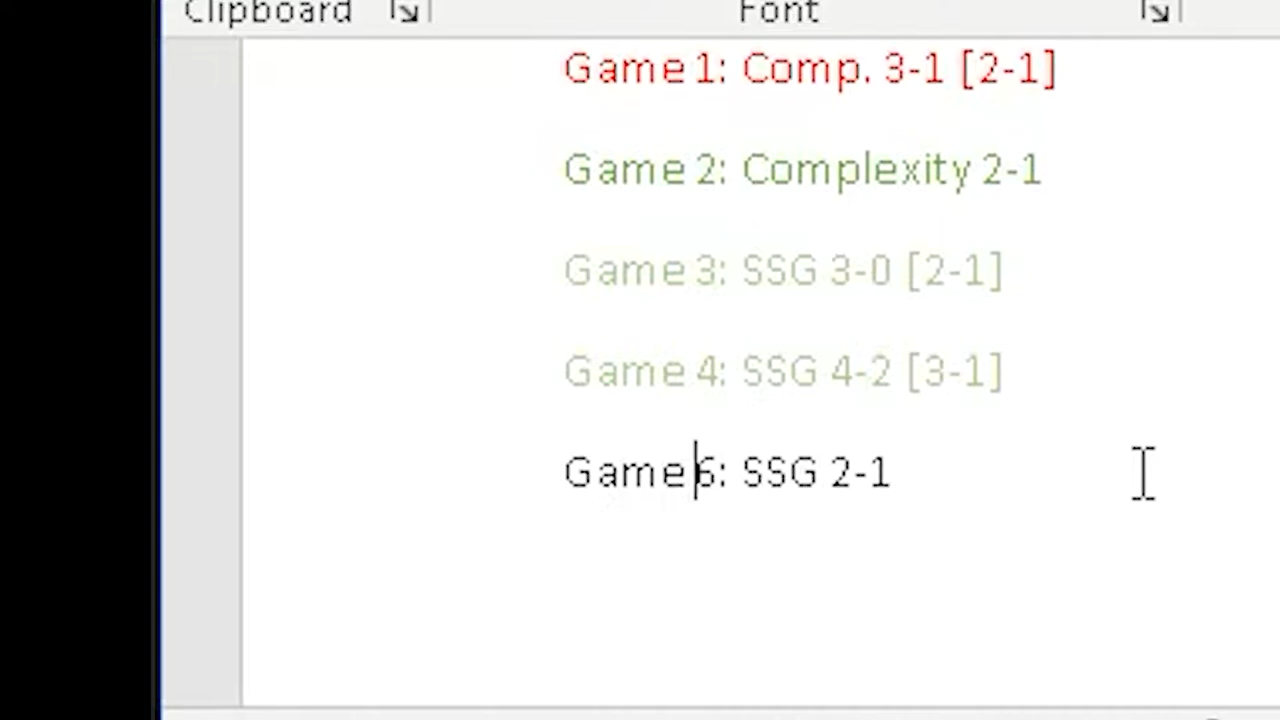 Clipboard
Font
Game 1: Comp. 3-1 [2-1]
Game 2: Complexity 2-1
Game 3: SSG 3-0 [2-1]
Game 4: SSG 4-2 [3-1]
Game 6: SSG 2-1